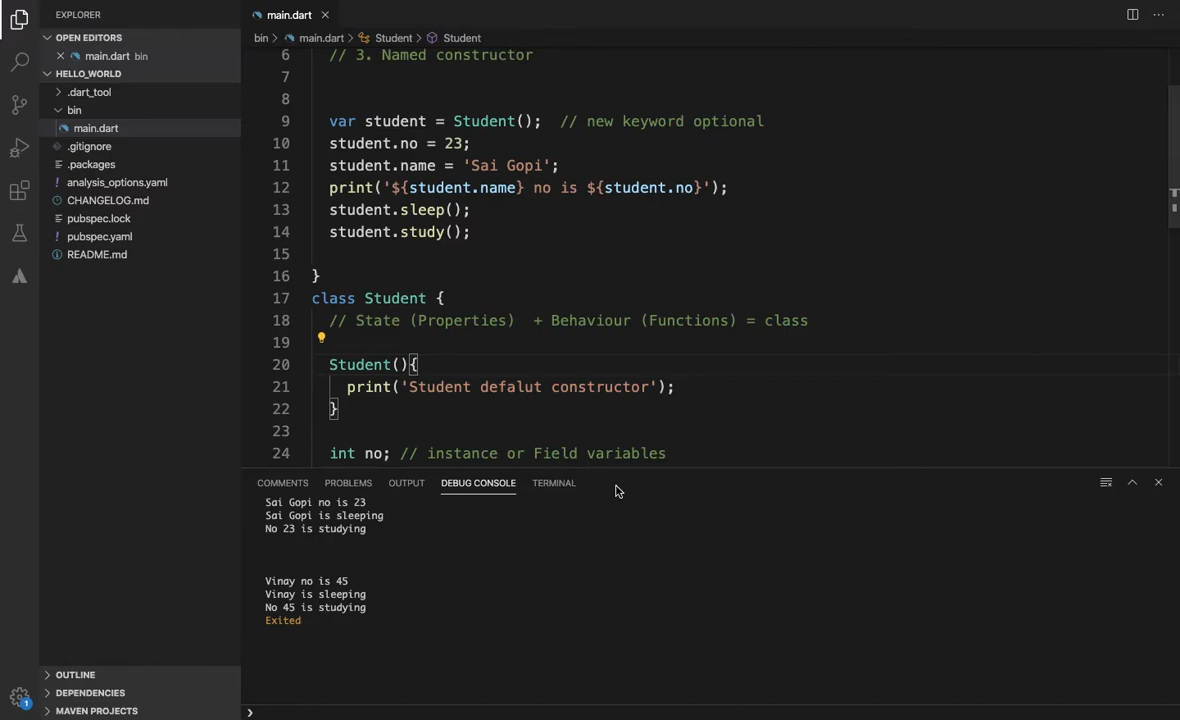 EXPLORER
OPEN EDITORS
main.dart bin
HELLO_WORLD
.dart_tool
bin
main.dart
.gitignore
.packages
analysis_options.yaml
CHANGELOG.md
pubspec.lock
pubspec.yaml
README.md
OUTLINE
DEPENDENCIES
MAVEN PROJECTS
1
main.dart
bin > main.dart > Student > Student
6 // 3. Named constructor
7
8
9 var student = Student(); // new keyword optional
10 student.no = 23;
11 student.name = 'Sai Gopi';
12 print('${student.name} no is ${student.no}');
13 student.sleep();
14 student.study();
15
16 }
17 class Student {
18 // State (Properties) + Behaviour (Functions) = class
19
20 Student(){
21 print('Student defalut constructor');
22 }
23
24 int no; // instance or Field variables
COMMENTS PROBLEMS OUTPUT DEBUG CONSOLE TERMINAL
Sai Gopi no is 23
Sai Gopi is sleeping
No 23 is studying
Vinay no is 45
Vinay is sleeping
No 45 is studying
Exited